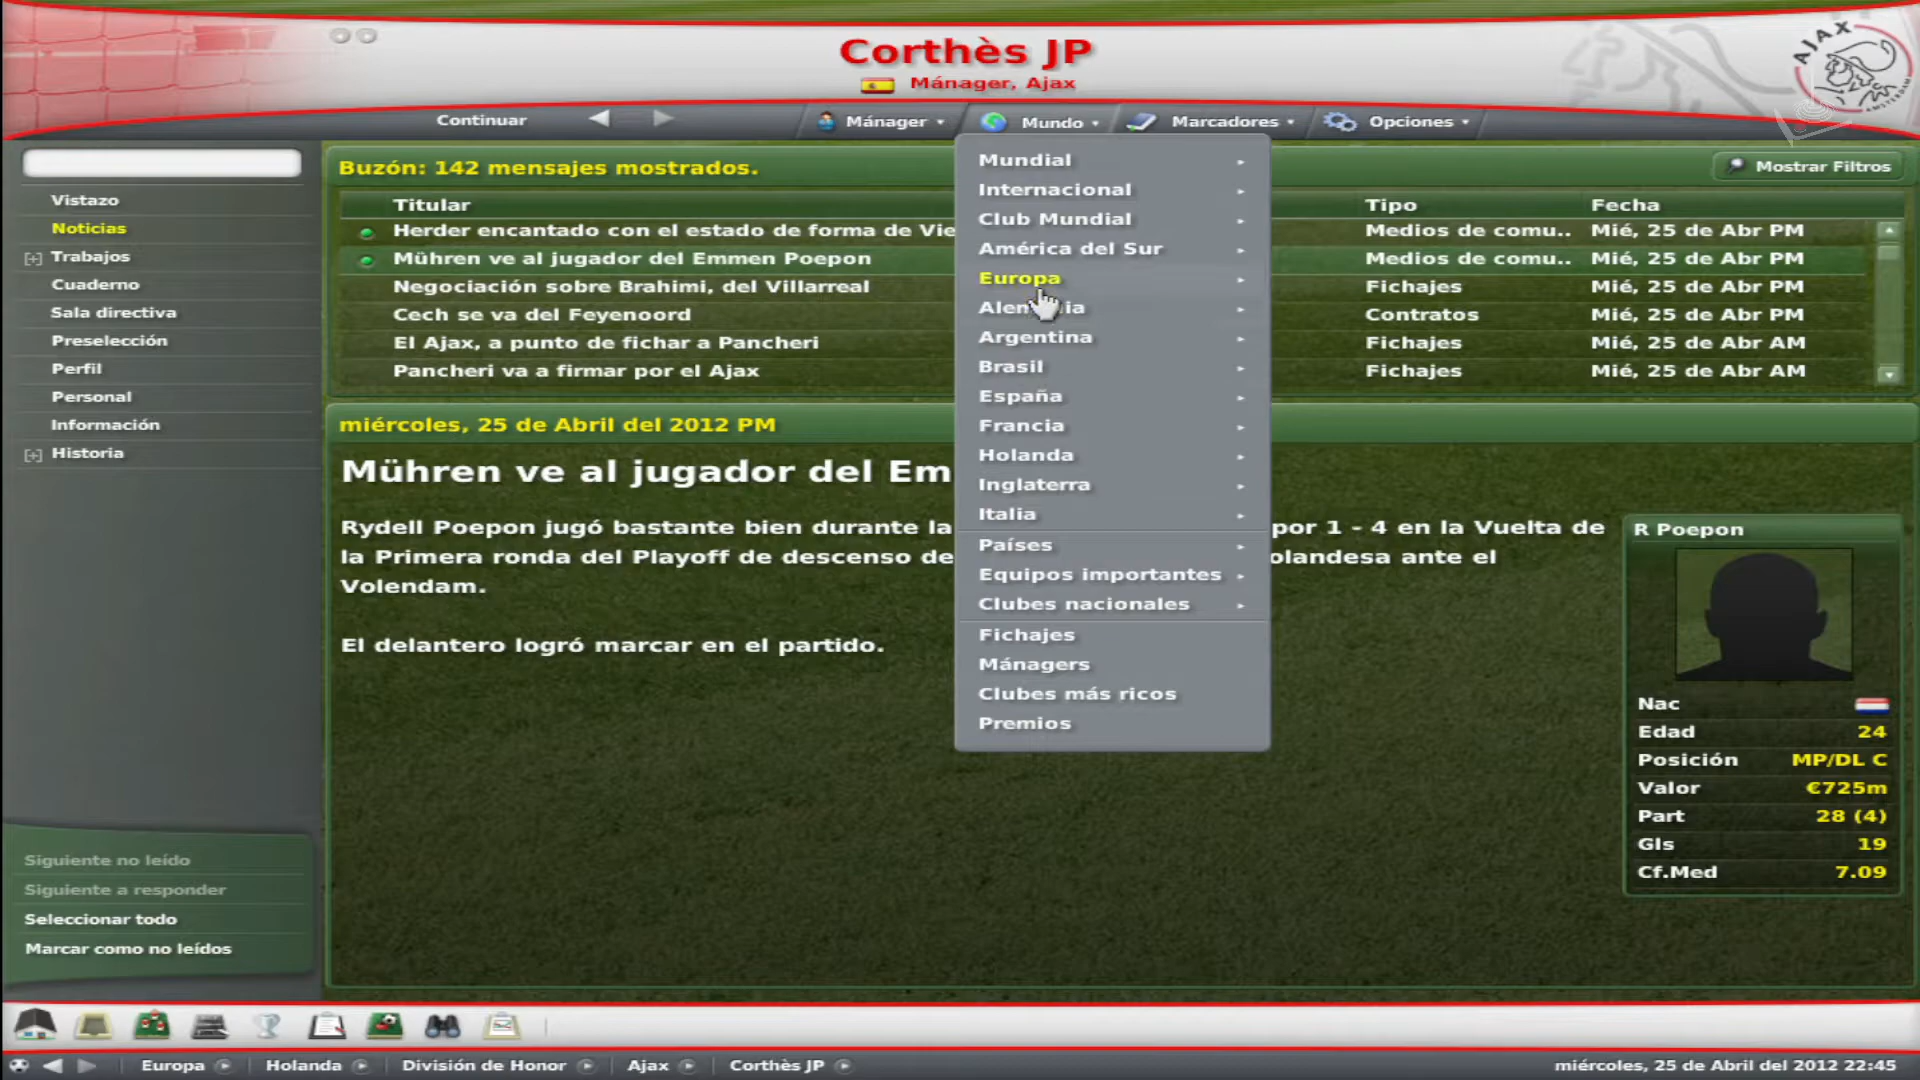 Corthès JP
Mánager, Ajax
AJAX
Continuar
Mánager
Mundo
Marcadores
Opciones
Buzón: 142 mensajes mostrados.
Mostrar Filtros
Titular
Tipo
Fecha
Herder encantado con el estado de forma de Vie
Medios de comu..
Mié, 25 de Abr PM
Mühren ve al jugador del Emmen Poepon
Medios de comu..
Mié, 25 de Abr PM
Negociación sobre Brahimi, del Villarreal
Fichajes
Mié, 25 de Abr PM
Cech se va del Feyenoord
Contratos
Mié, 25 de Abr PM
El Ajax, a punto de fichar a Pancheri
Fichajes
Mié, 25 de Abr AM
Pancheri va a firmar por el Ajax
Fichajes
Mié, 25 de Abr AM
Vistazo
Noticias
[+] Trabajos
Cuaderno
Sala directiva
Preselección
Perfil
Personal
Información
[+] Historia
Mundial
Internacional
Club Mundial
América del Sur
Europa
Argentina
Brasil
España
Francia
Holanda
Inglaterra
Italia
Países
Equipos importantes
Clubes nacionales
Fichajes
Mánagers
Clubes más ricos
Premios
miércoles, 25 de Abril del 2012 PM
Mühren ve al jugador del Em
Rydell Poepon jugó bastante bien durante la por 1 - 4 en la Vuelta de
la Primera ronda del Playoff de descenso de olandesa ante el
Volendam.
El delantero logró marcar en el partido.
R Poepon
Nac
Edad 24
Posición MP/DL C
Valor €725m
Part 28 (4)
Gls 19
Cf.Med 7.09
Siguiente no leído
Siguiente a responder
Seleccionar todo
Marcar como no leídos
Europa
Holanda
División de Honor
Ajax
Corthès JP
miércoles, 25 de Abril del 2012 22:45